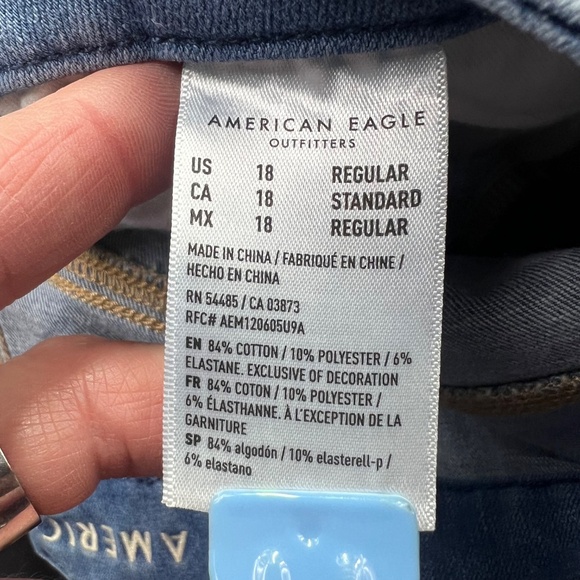 AMERICAN EAGLE
OUTFITTERS
US 18 REGULAR
CA 18 STANDARD
MX 18 REGULAR
MADE IN CHINA / FABRIQUÉ EN CHINE /
HECHO EN CHINA
RN 54485 / CA 03873
RFC# AEM120605U9A
EN 84% COTTON / 10% POLYESTER / 6%
ELASTANE. EXCLUSIVE OF DECORATION
FR 84% COTON / 10% POLYESTER /
6% ÉLASTHANNE. À L'EXCEPTION DE LA
GARNITURE
SP 84% algodón / 10% elasterell-p /
6% elastano
AMERIC